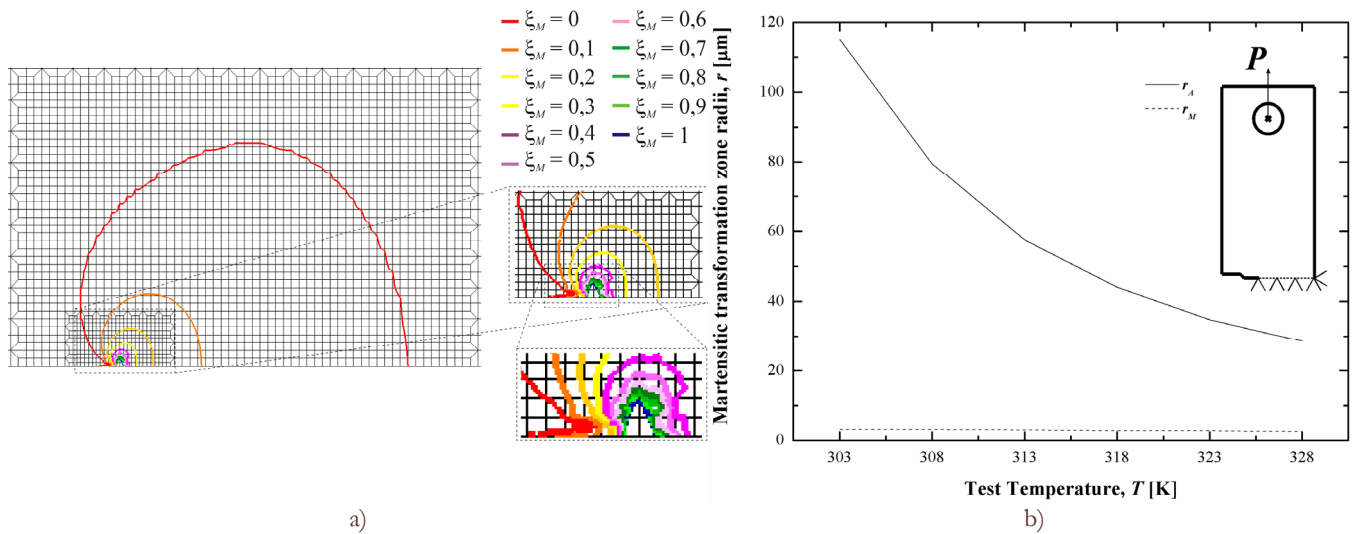 ξM = 0
ξM = 0,1
ξM = 0,2
ξM = 0,3
ξM = 0,4
ξM = 0,5
ξM = 0,6
ξM = 0,7
ξM = 0,8
ξM = 0,9
ξM = 1
a)
Martensitic transformation zone radii, r [µm]
120
100
80
60
40
20
0
303
308
313
318
323
328
Test Temperature, T [K]
rA
rM
P
b)